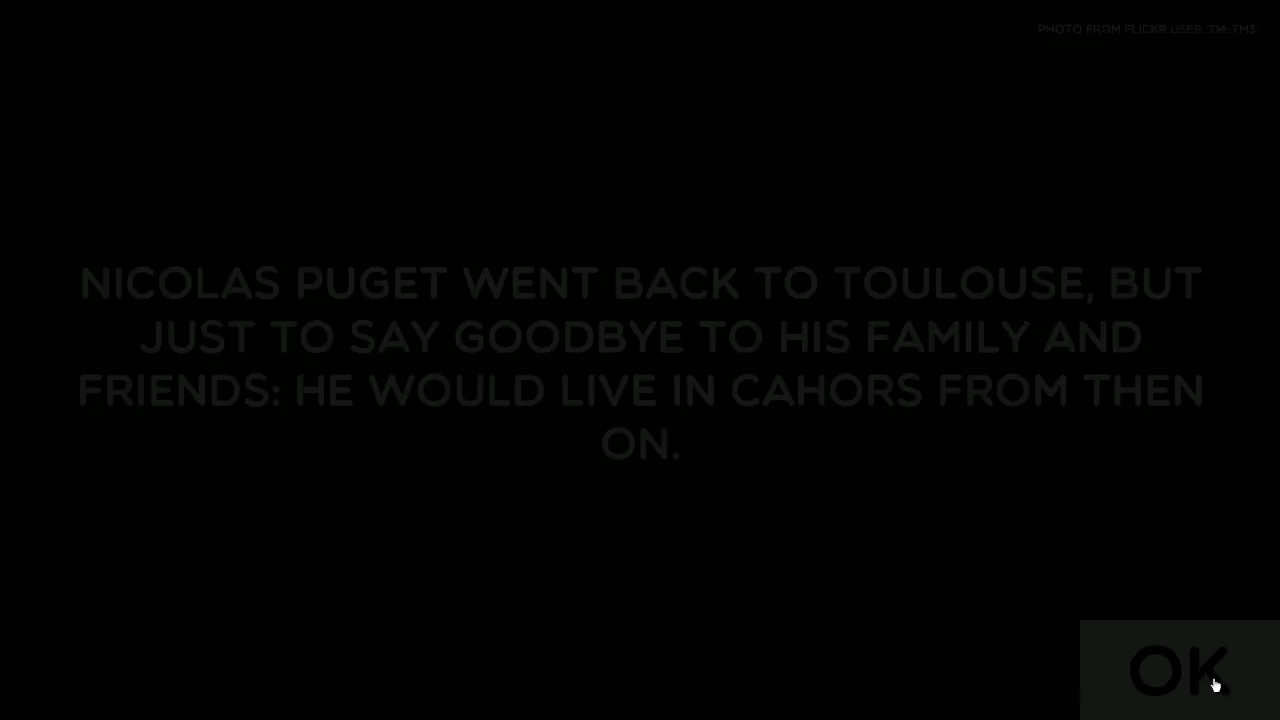 PHOTO FROM FLICKR USER 'TM-TM3'
NICOLAS PUGET WENT BACK TO TOULOUSE, BUT
JUST TO SAY GOODBYE TO HIS FAMILY AND
FRIENDS: HE WOULD LIVE IN CAHORS FROM THEN
ON.
OK